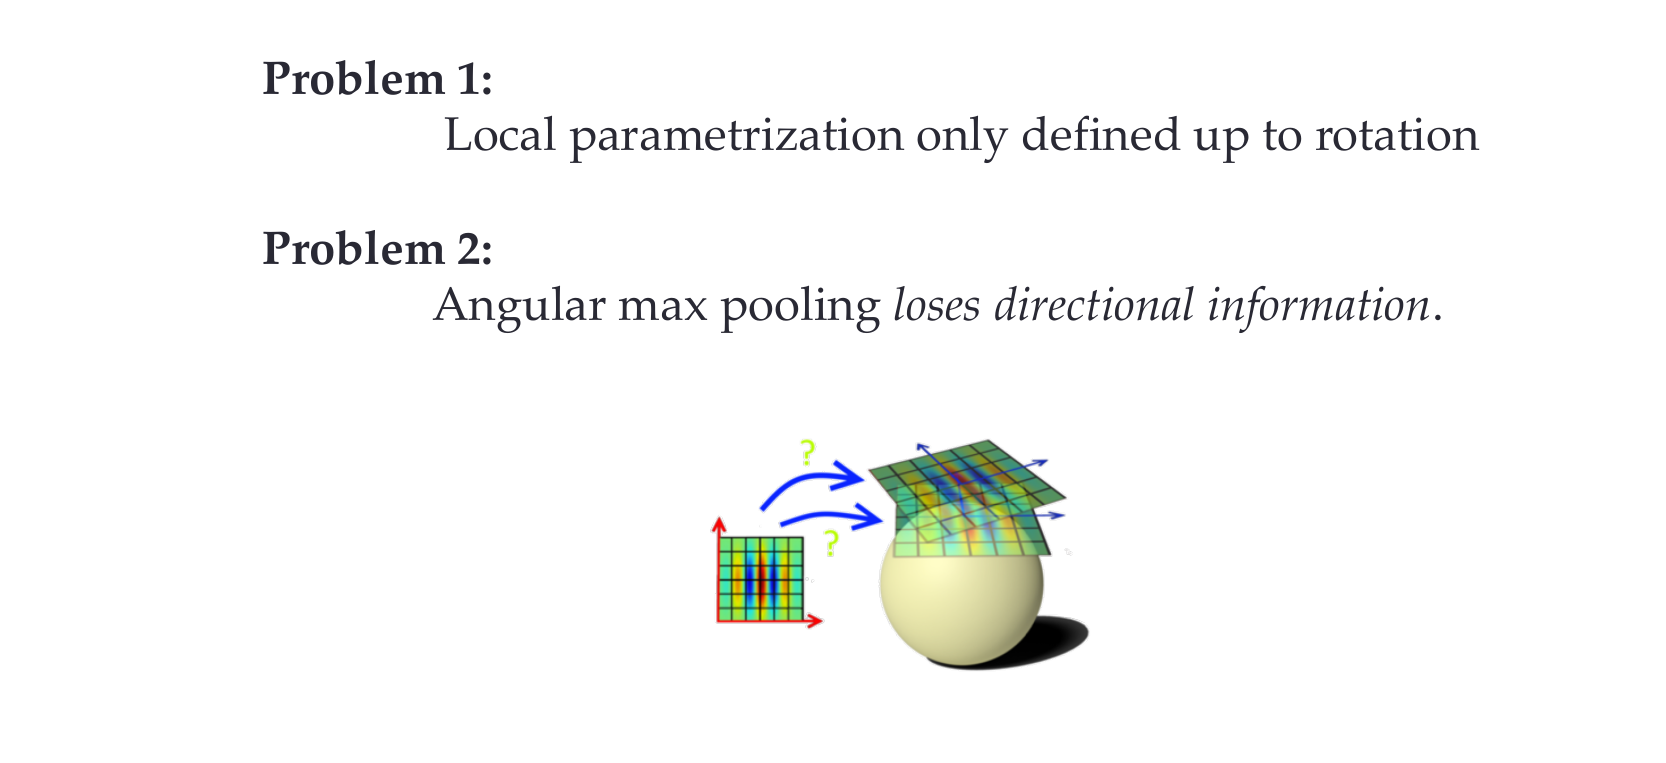 Problem 1:
Local parametrization only defined up to rotation
Problem 2:
Angular max pooling loses directional information.
?
?